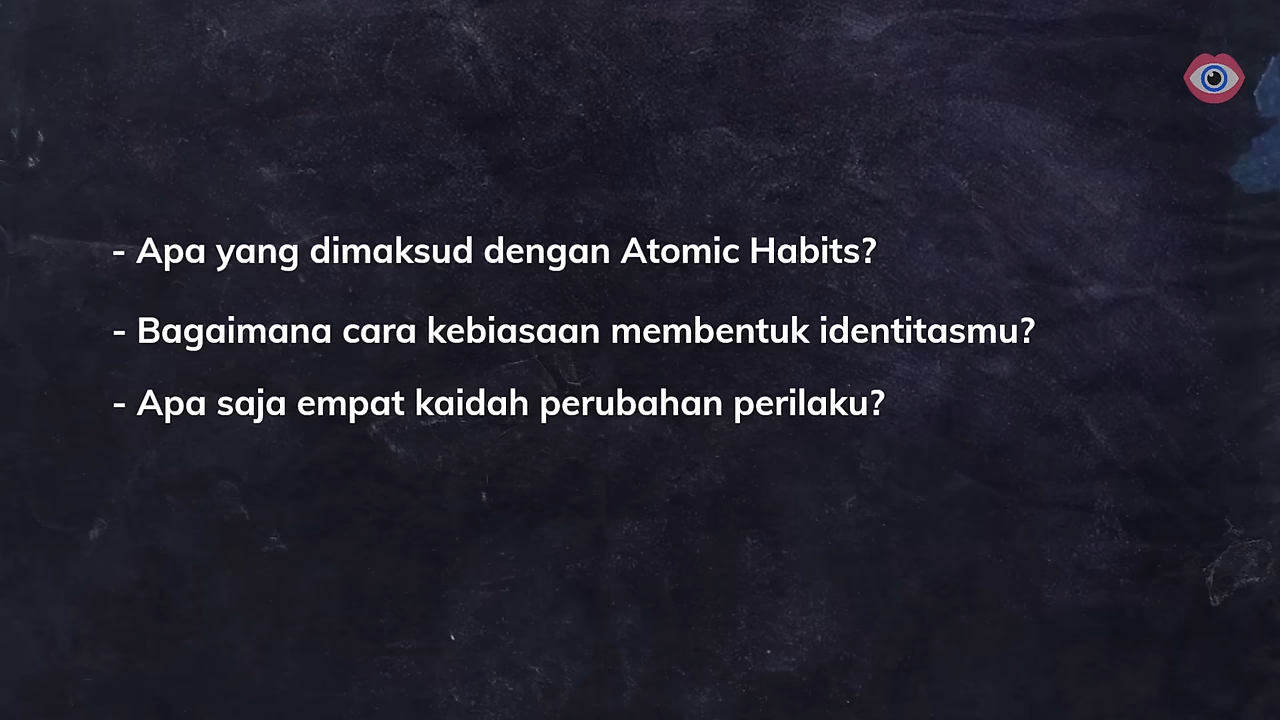 - Apa yang dimaksud dengan Atomic Habits?
- Bagaimana cara kebiasaan membentuk identitasmu?
- Apa saja empat kaidah perubahan perilaku?